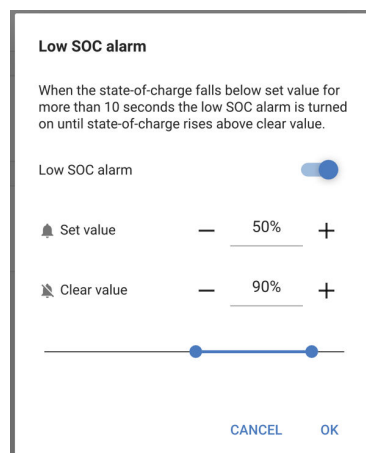 Low SOC alarm
When the state-of-charge falls below set value for
more than 10 seconds the low SOC alarm is turned
on until state-of-charge rises above clear value.
Low SOC alarm
Set value — 50% +
Clear value — 90% +
CANCEL OK